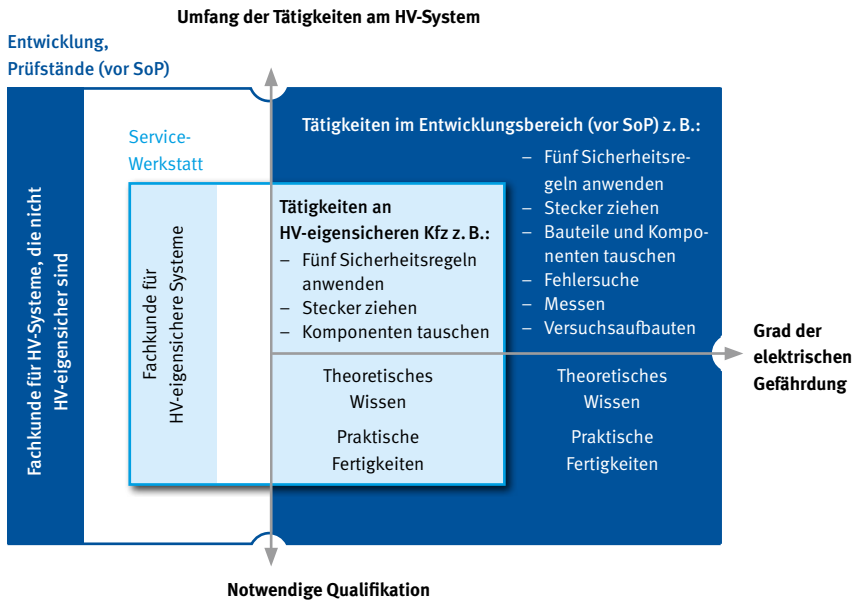 Umfang der Tätigkeiten am HV-System
Entwicklung,
Prüfstände (vor SoP)
Fachkunde für HV-Systeme, die nicht
HV-eigensicher sind
Service-
Werkstatt
Fachkunde für
HV-eigensichere Systeme
Tätigkeiten an
HV-eigensicheren Kfz z. B.:
– Fünf Sicherheitsregeln
anwenden
– Stecker ziehen
– Komponenten tauschen
Theoretisches
Wissen
Praktische
Fertigkeiten
Tätigkeiten im Entwicklungsbereich (vor SoP) z. B.:
– Fünf Sicherheitsre-
geln anwenden
– Stecker ziehen
– Bauteile und Kompo-
nenten tauschen
– Fehlersuche
– Messen
– Versuchsaufbauten
Theoretisches
Wissen
Praktische
Fertigkeiten
Grad der
elektrischen
Gefährdung
Notwendige Qualifikation